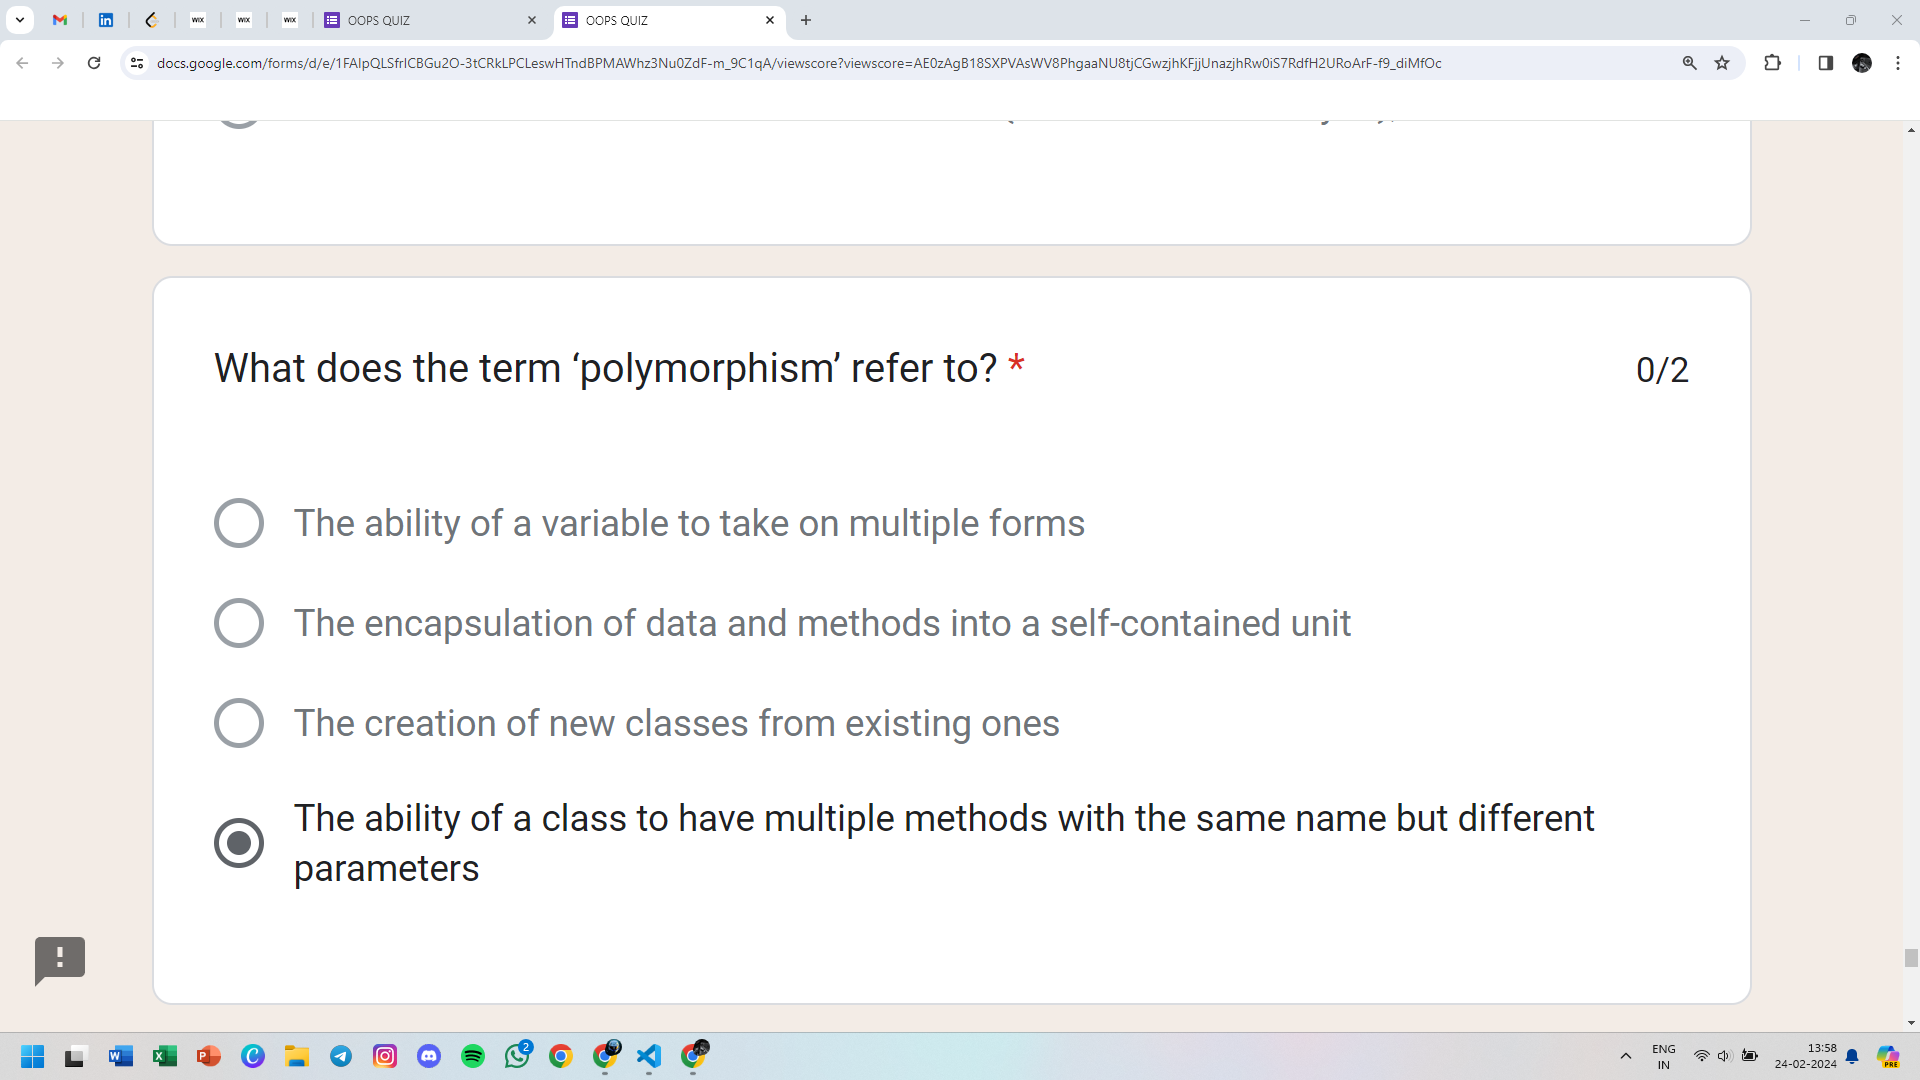 OOPS QUIZ
OOPS QUIZ
docs.google.com/forms/d/e/1FAIpQLSfrICBGu2O-3tCRkLPCLeswHTndBPMAWhz3Nu0ZdF-m_9C1qA/viewscore?viewscore=AE0zAgB18SXPVAsWV8PhgaaNU8tjCGwzjhKFjjUnazjhRw0iS7RdfH2URoArF-f9_diMfOc
What does the term ‘polymorphism’ refer to? *
0/2
The ability of a variable to take on multiple forms
The encapsulation of data and methods into a self-contained unit
The creation of new classes from existing ones
The ability of a class to have multiple methods with the same name but different
parameters
2
ENG
IN
13:58
24-02-2024